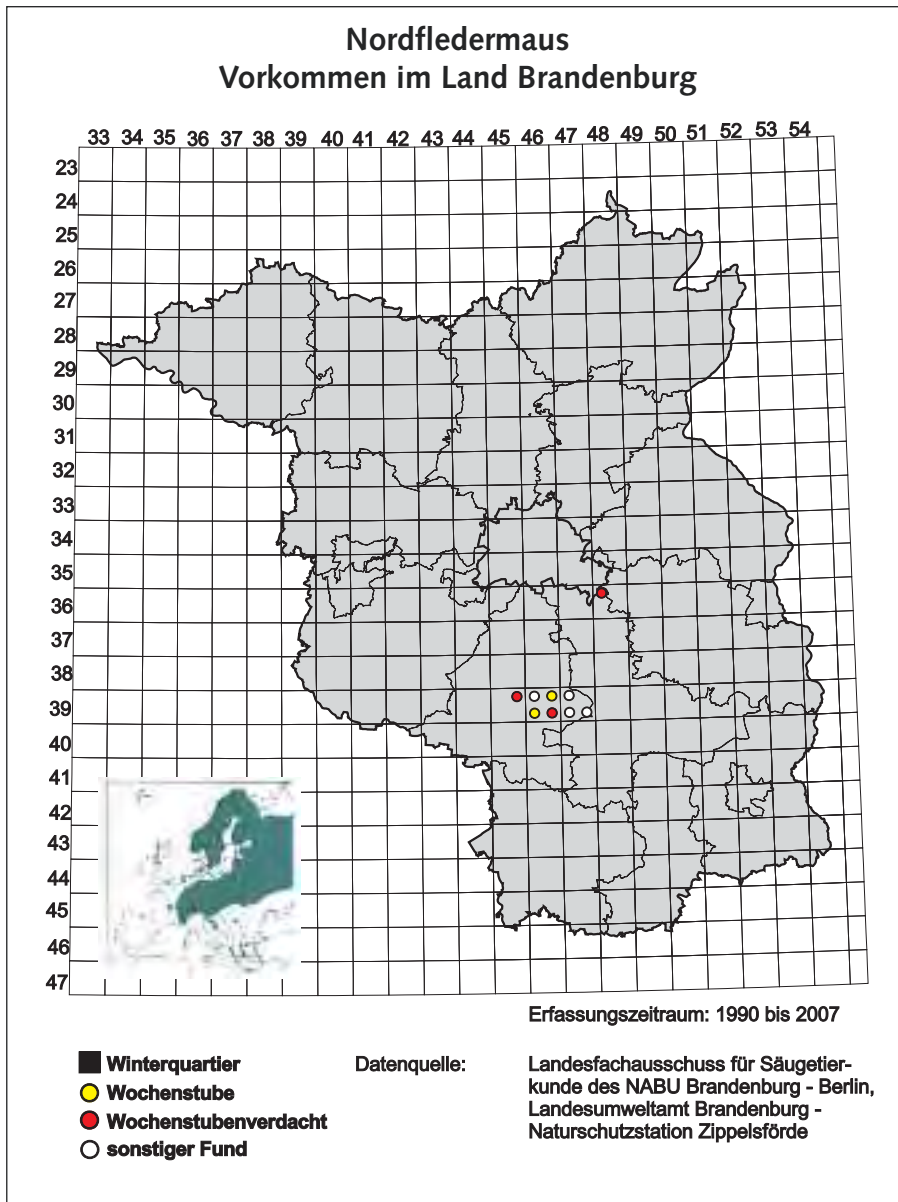 Nordfledermaus
Vorkommen im Land Brandenburg
33 34 35 36 37 38 39 40 41 42 43 44 45 46 47 48 49 50 51 52 53 54
23
24
25
26
27
28
29
30
31
32
33
34
35
36
37
38
39
40
41
42
43
44
45
46
47
Erfassungszeitraum: 1990 bis 2007
Winterquartier
Wochenstube
Wochenstubenverdacht
sonstiger Fund
Datenquelle:
Landesfachausschuss für Säugetier-
kunde des NABU Brandenburg - Berlin,
Landesumweltamt Brandenburg -
Naturschutzstation Zippelsförde